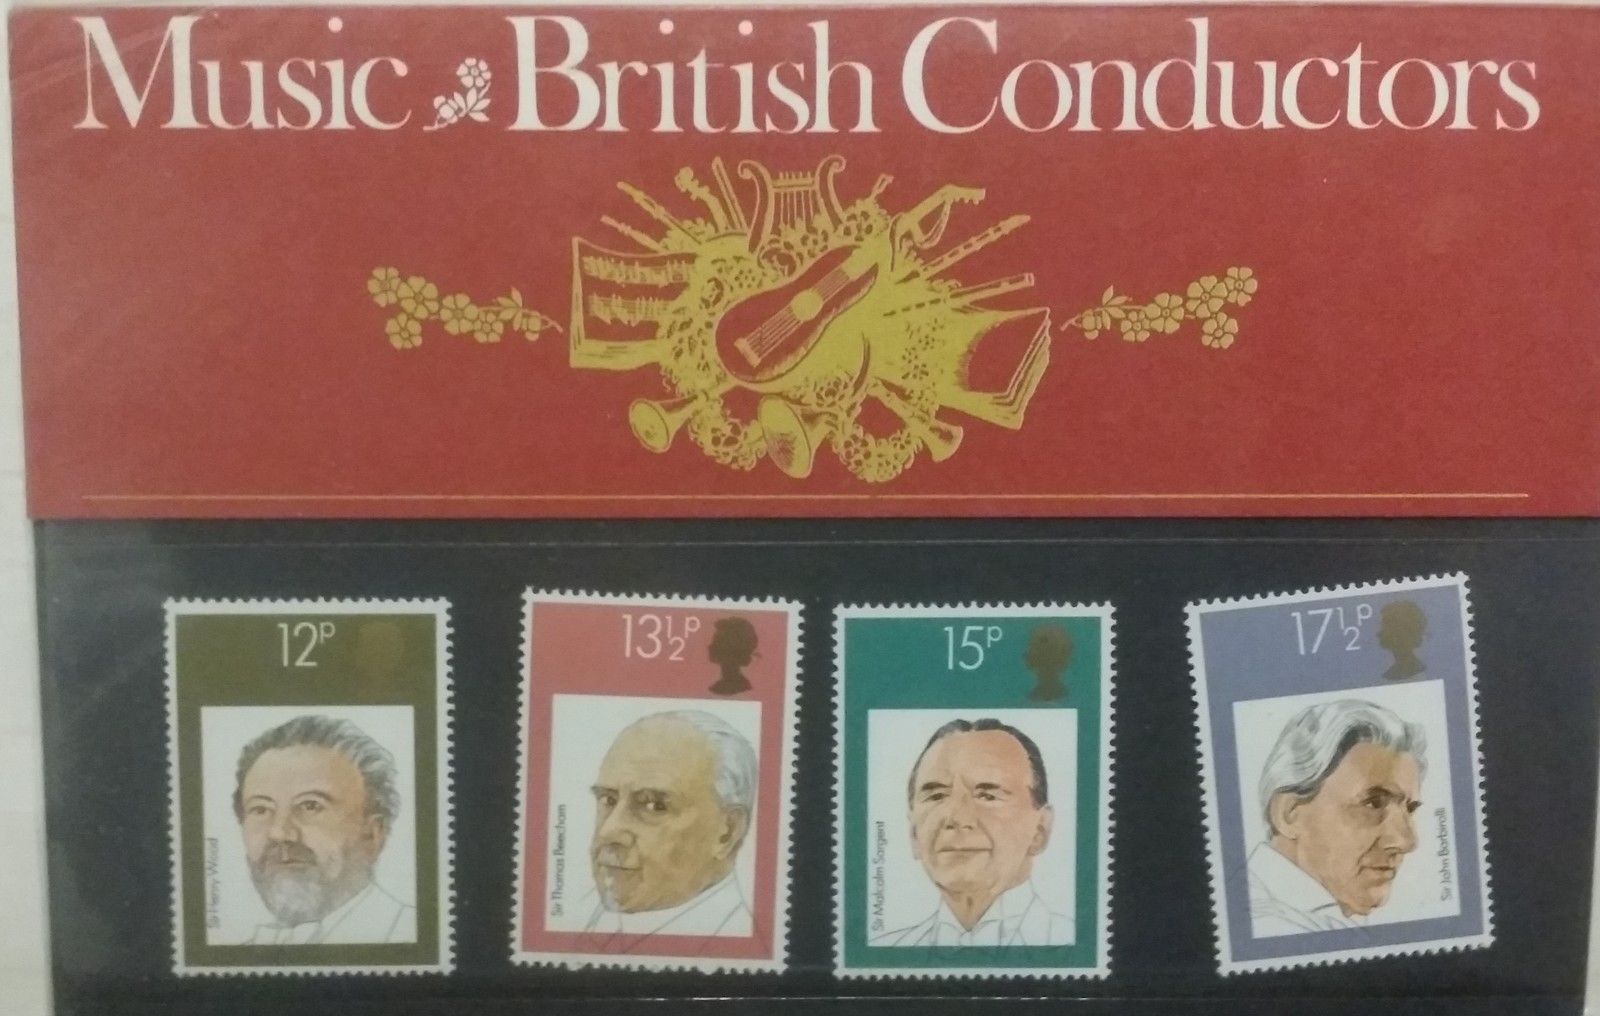 Music British Conductors
12P
13½P
15P
17½P
Sir Henry Wood
Sir Thomas Beecham
Sir Malcolm Sargent
Sir John Barbirolli